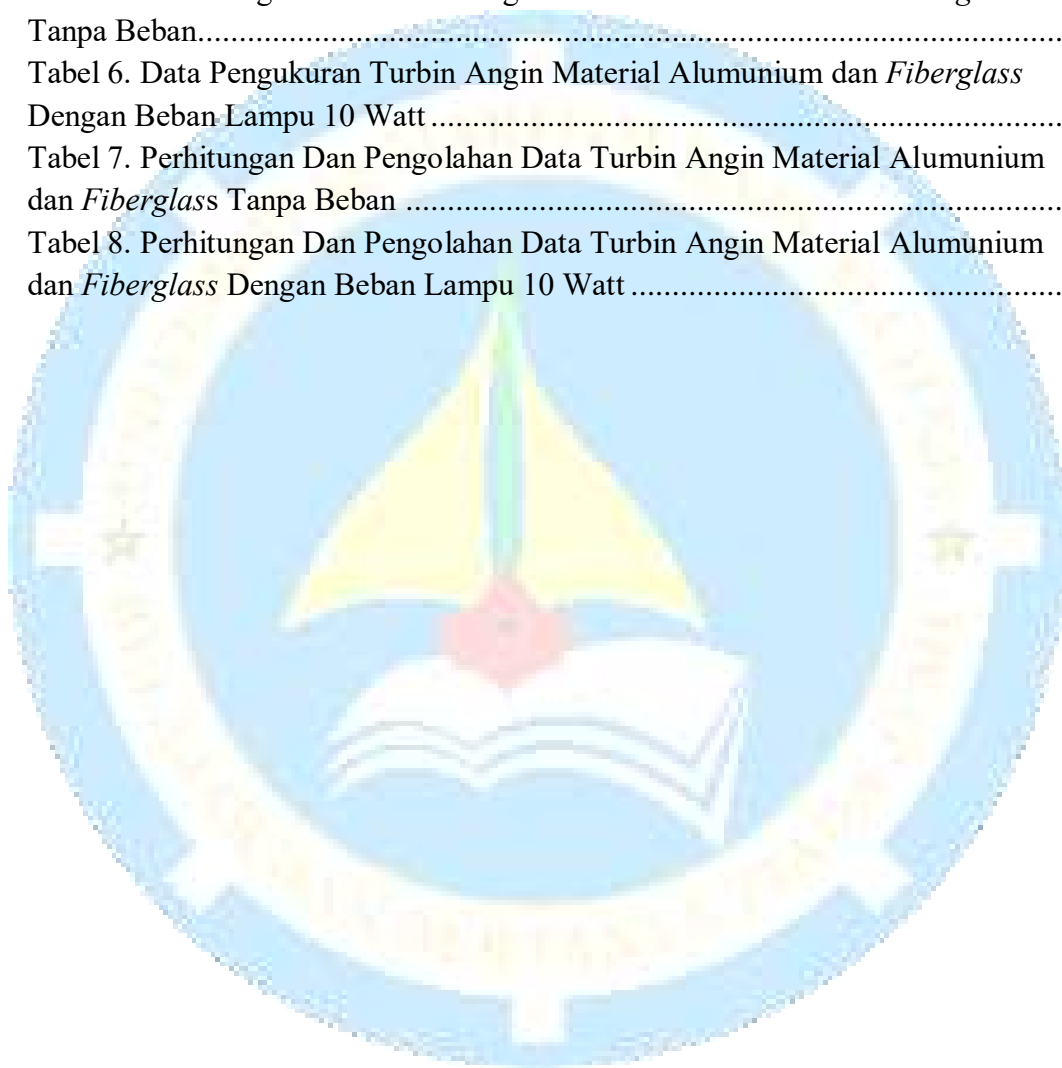 Tanpa Beban.......................................................................................................
Tabel 6. Data Pengukuran Turbin Angin Material Alumunium dan Fiberglass
Dengan Beban Lampu 10 Watt............................................................................
Tabel 7. Perhitungan Dan Pengolahan Data Turbin Angin Material Alumunium
dan Fiberglass Tanpa Beban ...............................................................................
Tabel 8. Perhitungan Dan Pengolahan Data Turbin Angin Material Alumunium
dan Fiberglass Dengan Beban Lampu 10 Watt ....................................................